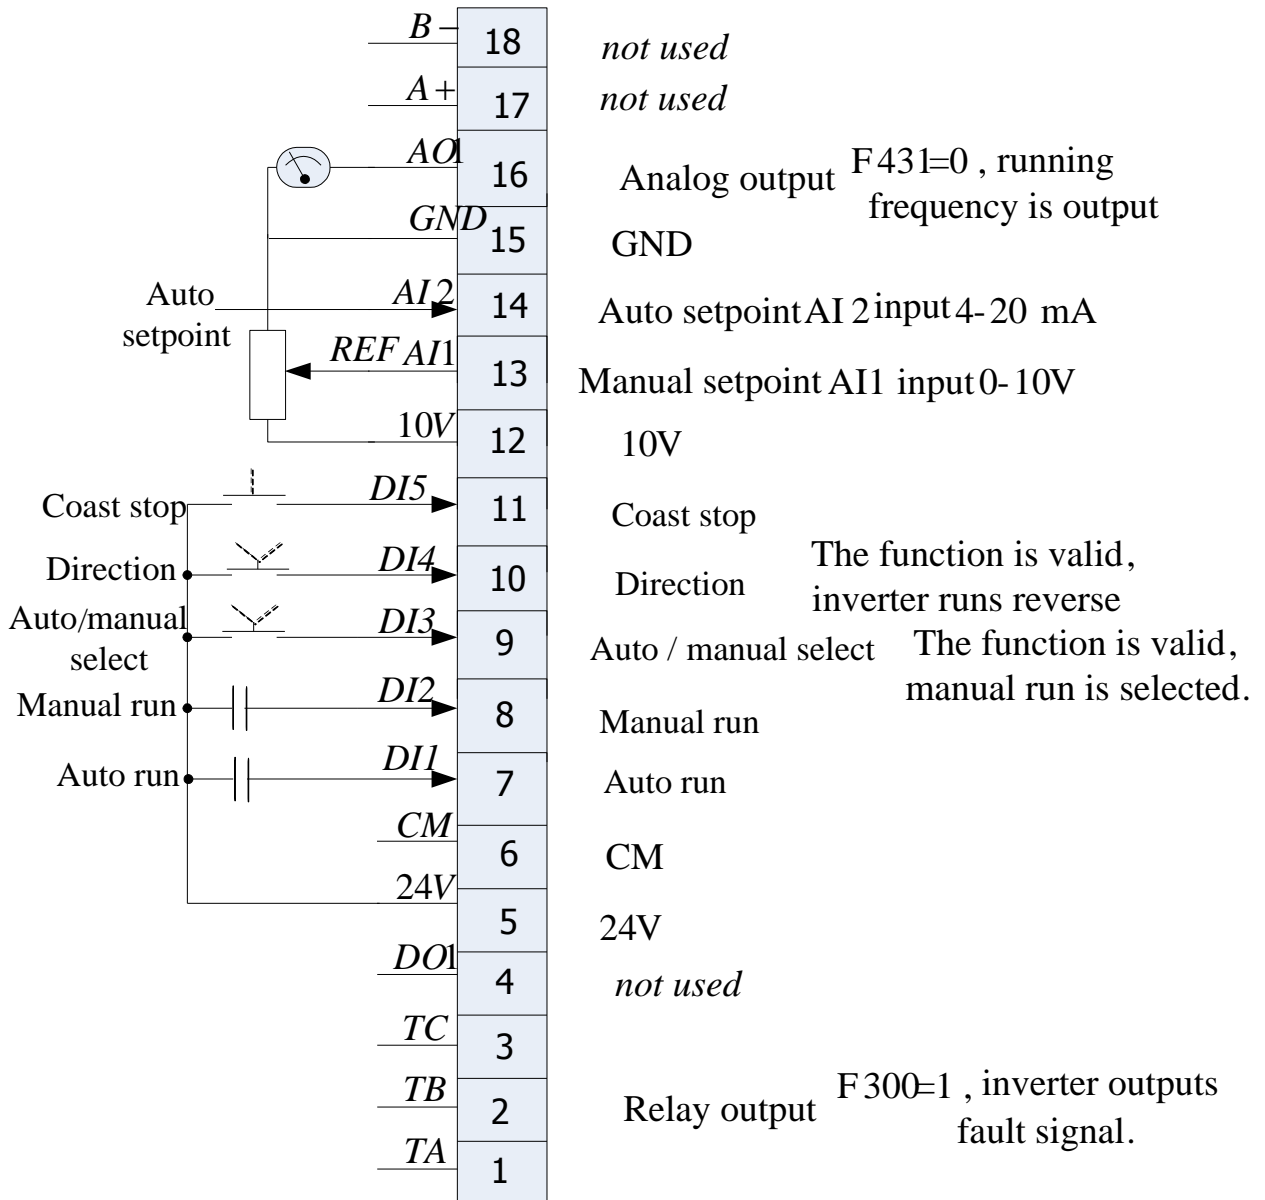 B − 18 not used
A+ 17 not used
AO1 16 Analog output F431=0 , running
frequency is output
GND 15 GND
Auto
setpoint
AI2 14 Auto setpoint AI 2 input 4-20 mA
REF AI1 13 Manual setpoint AI1 input 0-10V
10V 12 10V
Coast stop DI5 11 Coast stop
Direction DI4 10 Direction The function is valid,
inverter runs reverse
Auto/manual
select
DI3 9 Auto / manual select The function is valid,
manual run is selected.
Manual run DI2 8 Manual run
Auto run DI1 7 Auto run
CM 6 CM
24V 5 24V
DO1 4 not used
TC 3
TB 2 Relay output F300=1 , inverter outputs
fault signal.
TA 1